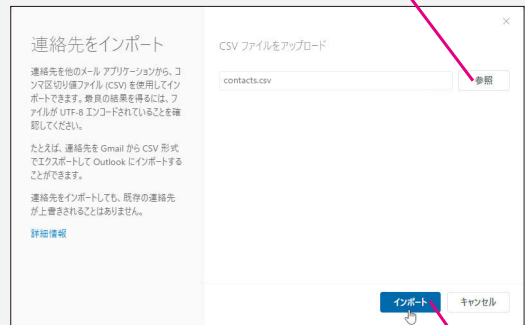 連絡先をインポート
連絡先を他のメール アプリケーションから、コ
ンマ区切り値ファイル (CSV) を使用してイン
ポートできます。最良の結果を得るには、フ
ァイルが UTF-8 エンコードされていることを確
認してください。
たとえば、連絡先を Gmail から CSV 形式
でエクスポートして Outlook にインポートする
ことができます。
連絡先をインポートしても、既存の連絡先
が上書きされることはありません。
詳細情報
CSV ファイルをアップロード
contacts.csv
参照
インポート
キャンセル